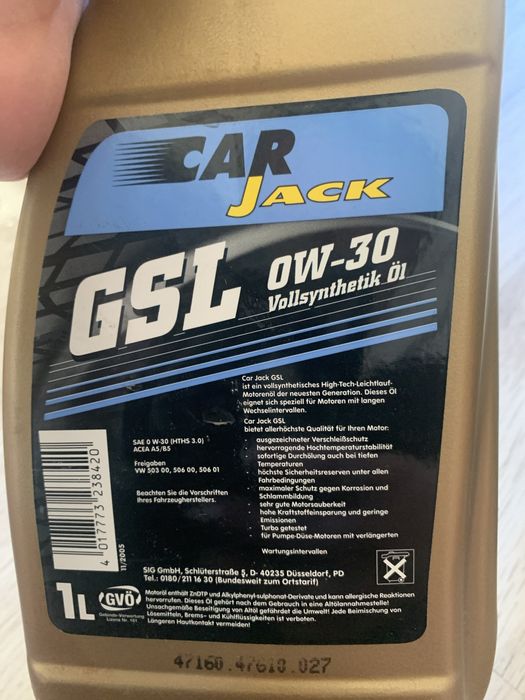 CAR
JACK
GSL
0W-30
Vollsynthetik Öl
Car Jack GSL
ist ein vollsynthetisches High-Tech-Leichtlauf-
Motorenöl der neuesten Generation. Dieses Öl
eignet sich speziell für Motoren mit langen
Wechselintervallen.
Car Jack GSL
bietet allerhöchste Qualität für Ihren Motor:
· ausgezeichneter Verschleißschutz
· hervorragende Hochtemperaturstabilität
· sofortige Durchölung auch bei tiefen
Temperaturen
· höchste Sicherheitsreserven unter allen
Fahrbedingungen
· maximaler Schutz gegen Korrosion und
Schlammbildung
· sehr gute Motorsauberkeit
· hohe Kraftstoffeinsparung und geringe
Emissionen
· Turbo getestet
· für Pumpe-Düse-Motoren mit verlängerten
Wartungsintervallen
SAE 0 W-30 (HTHS 3.0)
ACEA A5/B5
Freigaben
VW 503 00, 506 00, 506 01
Beachten Sie die Vorschriften
Ihres Fahrzeugherstellers.
4 017773 238420
11/2005
SIG GmbH, Schlüterstraße 5, D- 40235 Düsseldorf, PD
Tel.: 0180/211 16 30 (Bundesweit zum Ortstarif)
1L
GVÖ
Gebinde-Verwertung
Lizenz Nr. 161
Motoröl enthält ZnDTP und Alkylphenyl-sulphonat-Derivate und kann allergische Reaktionen
hervorrufen. Dieses Öl gehört nach dem Gebrauch in eine Altölannahmestelle!
Unsachgemäße Beseitigung von Altöl gefährdet die Umwelt! Jede Beimischung von
Lösemitteln, Brems- und Kühlflüssigkeiten ist verboten.
Längeren Hautkontakt vermeiden!
47160.47610.027